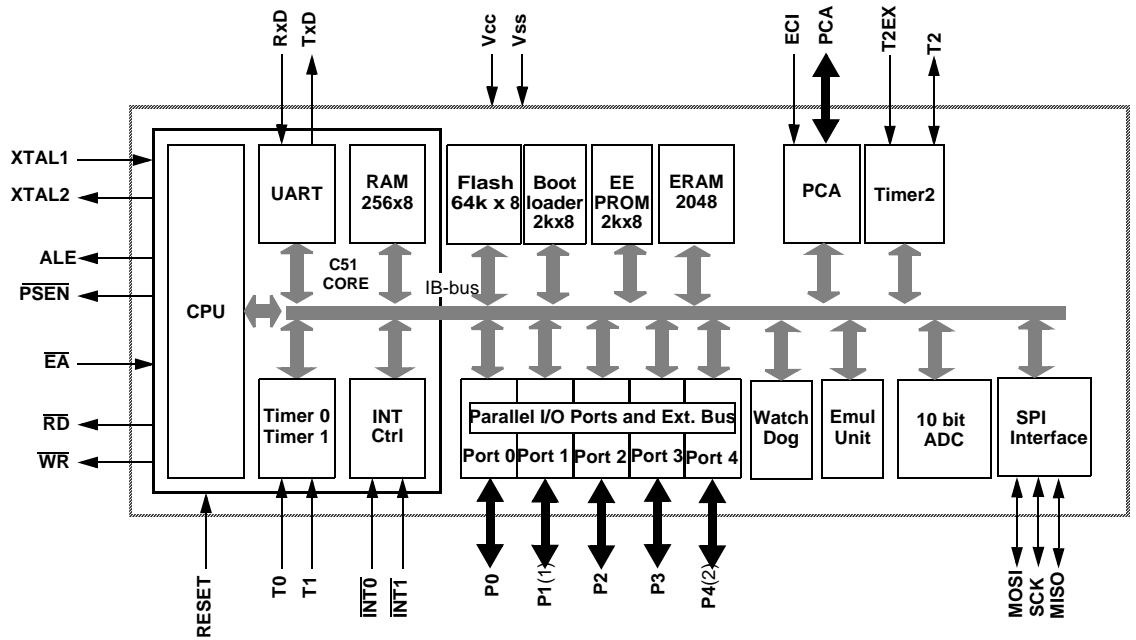 RxD
TxD
Vcc
Vss
ECI
PCA
T2EX
T2
XTAL1
XTAL2
ALE
PSEN
EA
RD
WR
CPU
UART
RAM
256x8
Flash
64k x 8
Boot
loader
2kx8
EE
PROM
2kx8
ERAM
2048
PCA
Timer2
C51
CORE
IB-bus
Timer 0
Timer 1
INT
Ctrl
Parallel I/O Ports and Ext. Bus
Port 0
Port 1
Port 2
Port 3
Port 4
Watch
Dog
Emul
Unit
10 bit
ADC
SPI
Interface
RESET
T0
T1
INT0
INT1
P0
P1(1)
P2
P3
P4(2)
MOSI
SCK
MISO